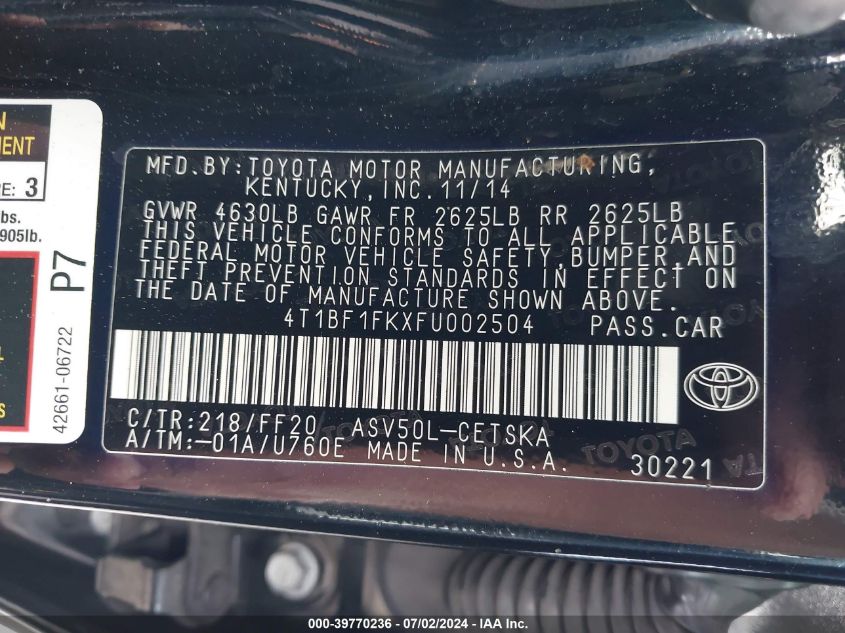 N
MENT
RE: 3
bs.
905lb.
P7
42661-06722
L
S
MFD.BY:TOYOTA MOTOR MANUFACTURING,
KENTUCKY,INC.11/14
GVWR 4630LB GAWR FR 2625LB RR 2625LB
THIS VEHICLE CONFORMS TO ALL APPLICABLE
FEDERAL MOTOR VEHICLE SAFETY,BUMPER,AND
THEFT PREVENTION STANDARDS IN EFFECT ON
THE DATE OF MANUFACTURE SHOWN ABOVE.
4T1BF1FKXFU002504 PASS.CAR
C/TR:218/FF20 ASV50L-CETSKA
A/TM:-01A/U760E MADE IN U.S.A. 30221
TOYOTA
000-39770236 - 07/02/2024 - IAA Inc.